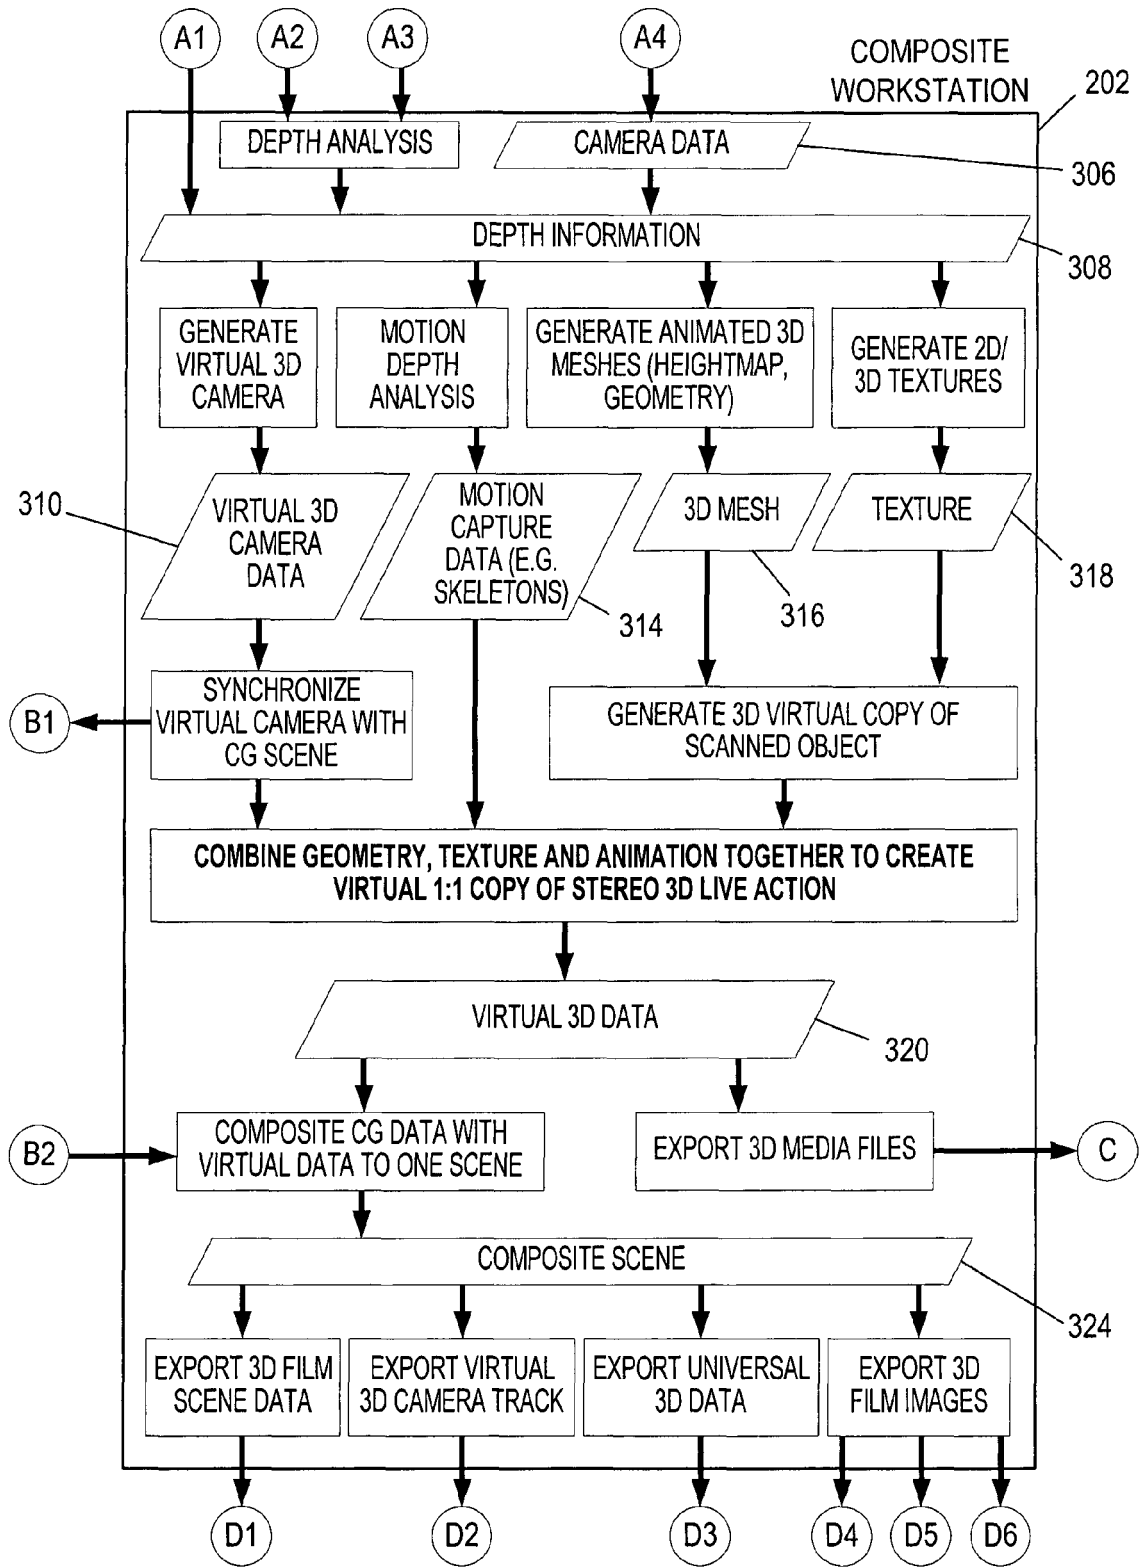 A1
A2
A3
A4
COMPOSITE
WORKSTATION
202
DEPTH ANALYSIS
CAMERA DATA
306
DEPTH INFORMATION
308
GENERATE
VIRTUAL 3D
CAMERA
MOTION
DEPTH
ANALYSIS
GENERATE ANIMATED 3D
MESHES (HEIGHTMAP,
GEOMETRY)
GENERATE 2D/
3D TEXTURES
310
VIRTUAL 3D
CAMERA
DATA
MOTION
CAPTURE
DATA (E.G.
SKELETONS)
314
3D MESH
316
TEXTURE
318
B1
SYNCHRONIZE
VIRTUAL CAMERA WITH
CG SCENE
GENERATE 3D VIRTUAL COPY OF
SCANNED OBJECT
COMBINE GEOMETRY, TEXTURE AND ANIMATION TOGETHER TO CREATE
VIRTUAL 1:1 COPY OF STEREO 3D LIVE ACTION
VIRTUAL 3D DATA
320
B2
COMPOSITE CG DATA WITH
VIRTUAL DATA TO ONE SCENE
EXPORT 3D MEDIA FILES
C
COMPOSITE SCENE
324
EXPORT 3D FILM
SCENE DATA
EXPORT VIRTUAL
3D CAMERA TRACK
EXPORT UNIVERSAL
3D DATA
EXPORT 3D
FILM IMAGES
D1
D2
D3
D4
D5
D6